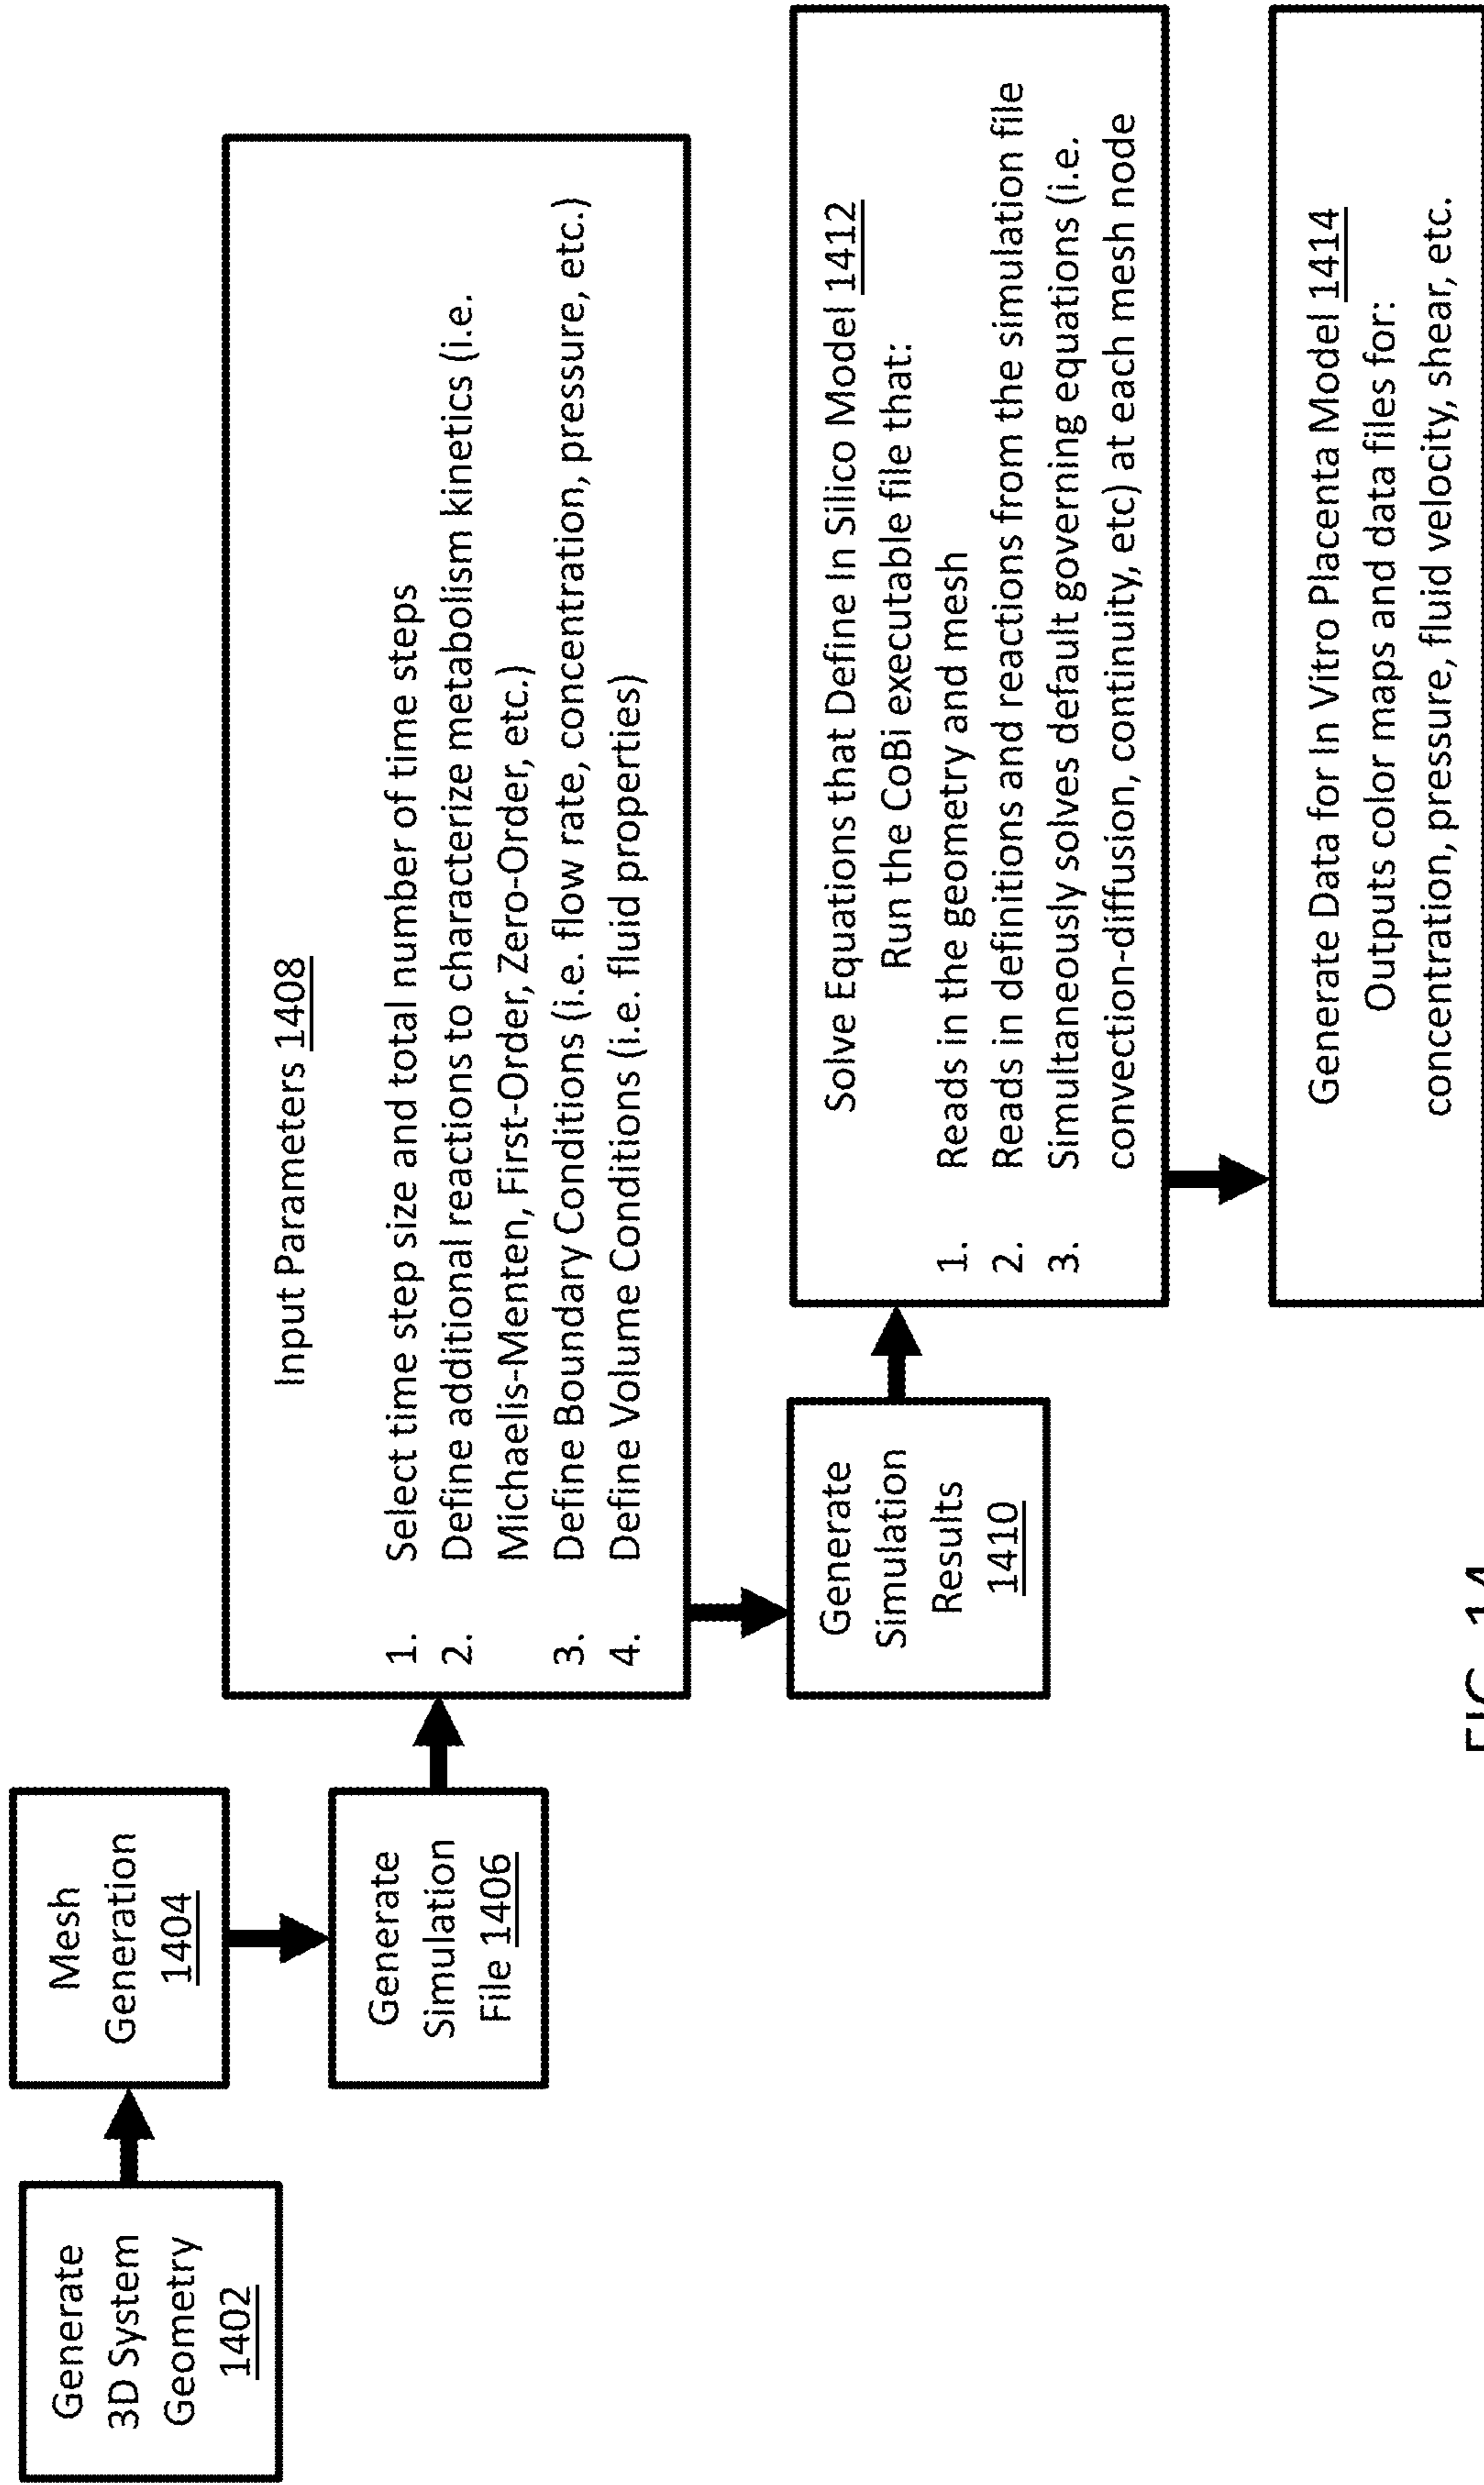 Generate
3D System
Geometry
1402
Mesh
Generation
1404
Generate
Simulation
File 1406
Input Parameters 1408
1. Select time step size and total number of time steps
2. Define additional reactions to characterize metabolism kinetics (i.e.
Michaelis-Menten, First-Order, Zero-Order, etc.)
3. Define Boundary Conditions (i.e. flow rate, concentration, pressure, etc.)
4. Define Volume Conditions (i.e. fluid properties)
Generate
Simulation
Results
1410
Solve Equations that Define In Silico Model 1412
Run the CoBi executable file that:
1. Reads in the geometry and mesh
2. Reads in definitions and reactions from the simulation file
3. Simultaneously solves default governing equations (i.e.
convection-diffusion, continuity, etc) at each mesh node
Generate Data for In Vitro Placenta Model 1414
Outputs color maps and data files for:
concentration, pressure, fluid velocity, shear, etc.
FIG. 14